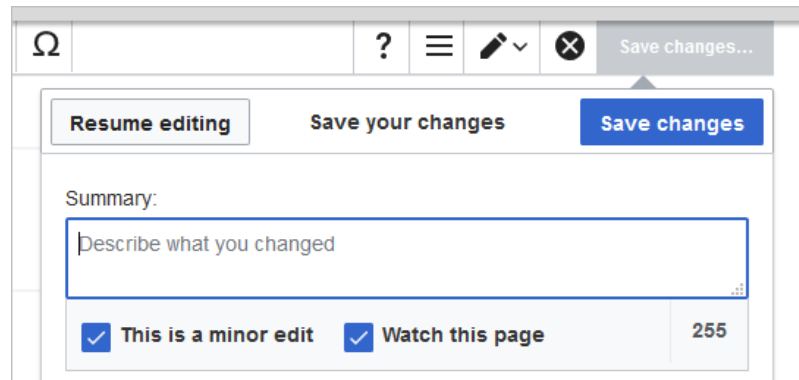 Ω ? Save changes...
Resume editing Save your changes Save changes
Summary:
Describe what you changed
This is a minor edit Watch this page 255